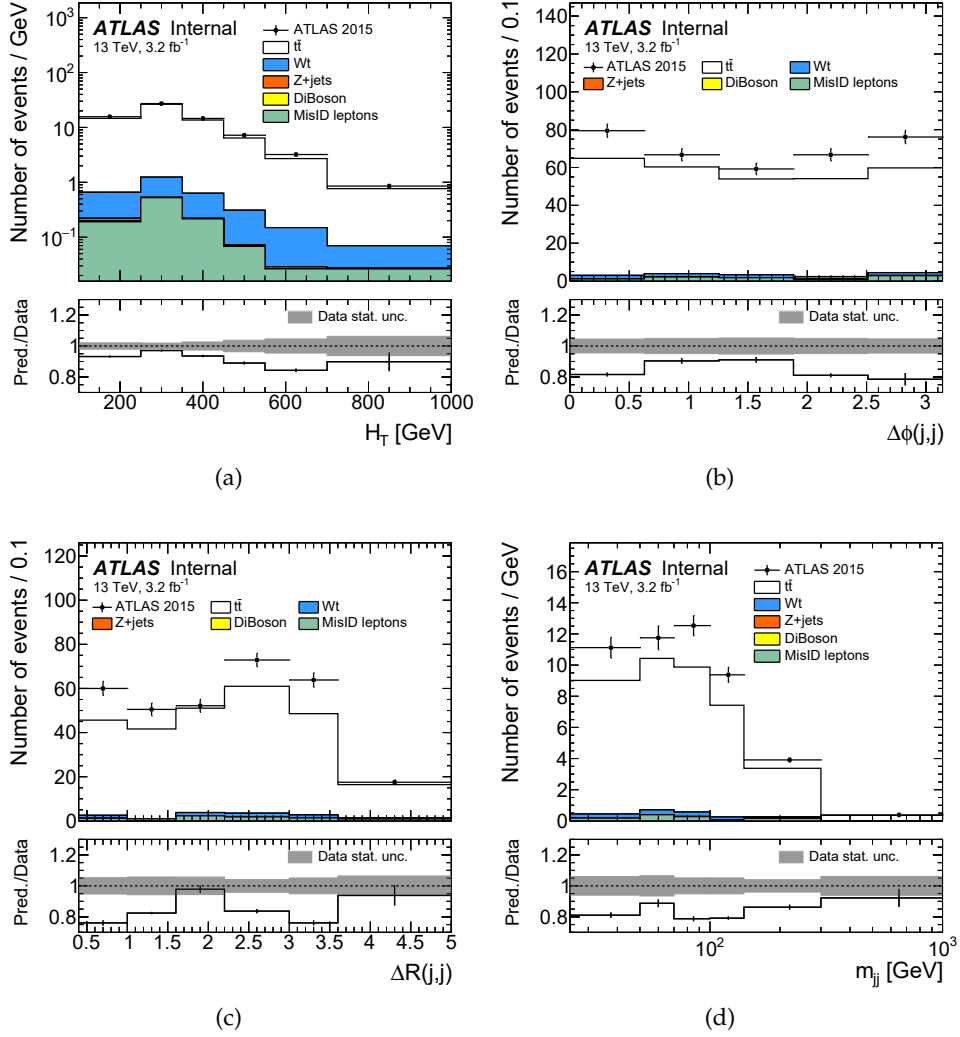 Number of events / GeV
10³
10²
10
1
10⁻¹
ATLAS Internal
13 TeV, 3.2 fb⁻¹
ATLAS 2015
tt̄
Wt
Z+jets
DiBoson
MisID leptons
Pred./Data
1.2
1
0.8
Data stat. unc.
200 400 600 800 1000
H_T [GeV]
(a)
Number of events / 0.1
140
120
100
80
60
40
20
0
ATLAS Internal
13 TeV, 3.2 fb⁻¹
ATLAS 2015 tt̄ Wt
Z+jets DiBoson MisID leptons
Pred./Data
1.2
1
0.8
Data stat. unc.
0 0.5 1 1.5 2 2.5 3
Δϕ(j,j)
(b)
Number of events / 0.1
120
100
80
60
40
20
0
ATLAS Internal
13 TeV, 3.2 fb⁻¹
ATLAS 2015 tt̄ Wt
Z+jets DiBoson MisID leptons
Pred./Data
1.2
1
0.8
Data stat. unc.
0.5 1 1.5 2 2.5 3 3.5 4 4.5 5
ΔR(j,j)
(c)
Number of events / GeV
16
14
12
10
8
6
4
2
0
ATLAS Internal
13 TeV, 3.2 fb⁻¹
ATLAS 2015
tt̄
Wt
Z+jets
DiBoson
MisID leptons
Pred./Data
1.2
1
0.8
Data stat. unc.
10² 10³
m_jj [GeV]
(d)